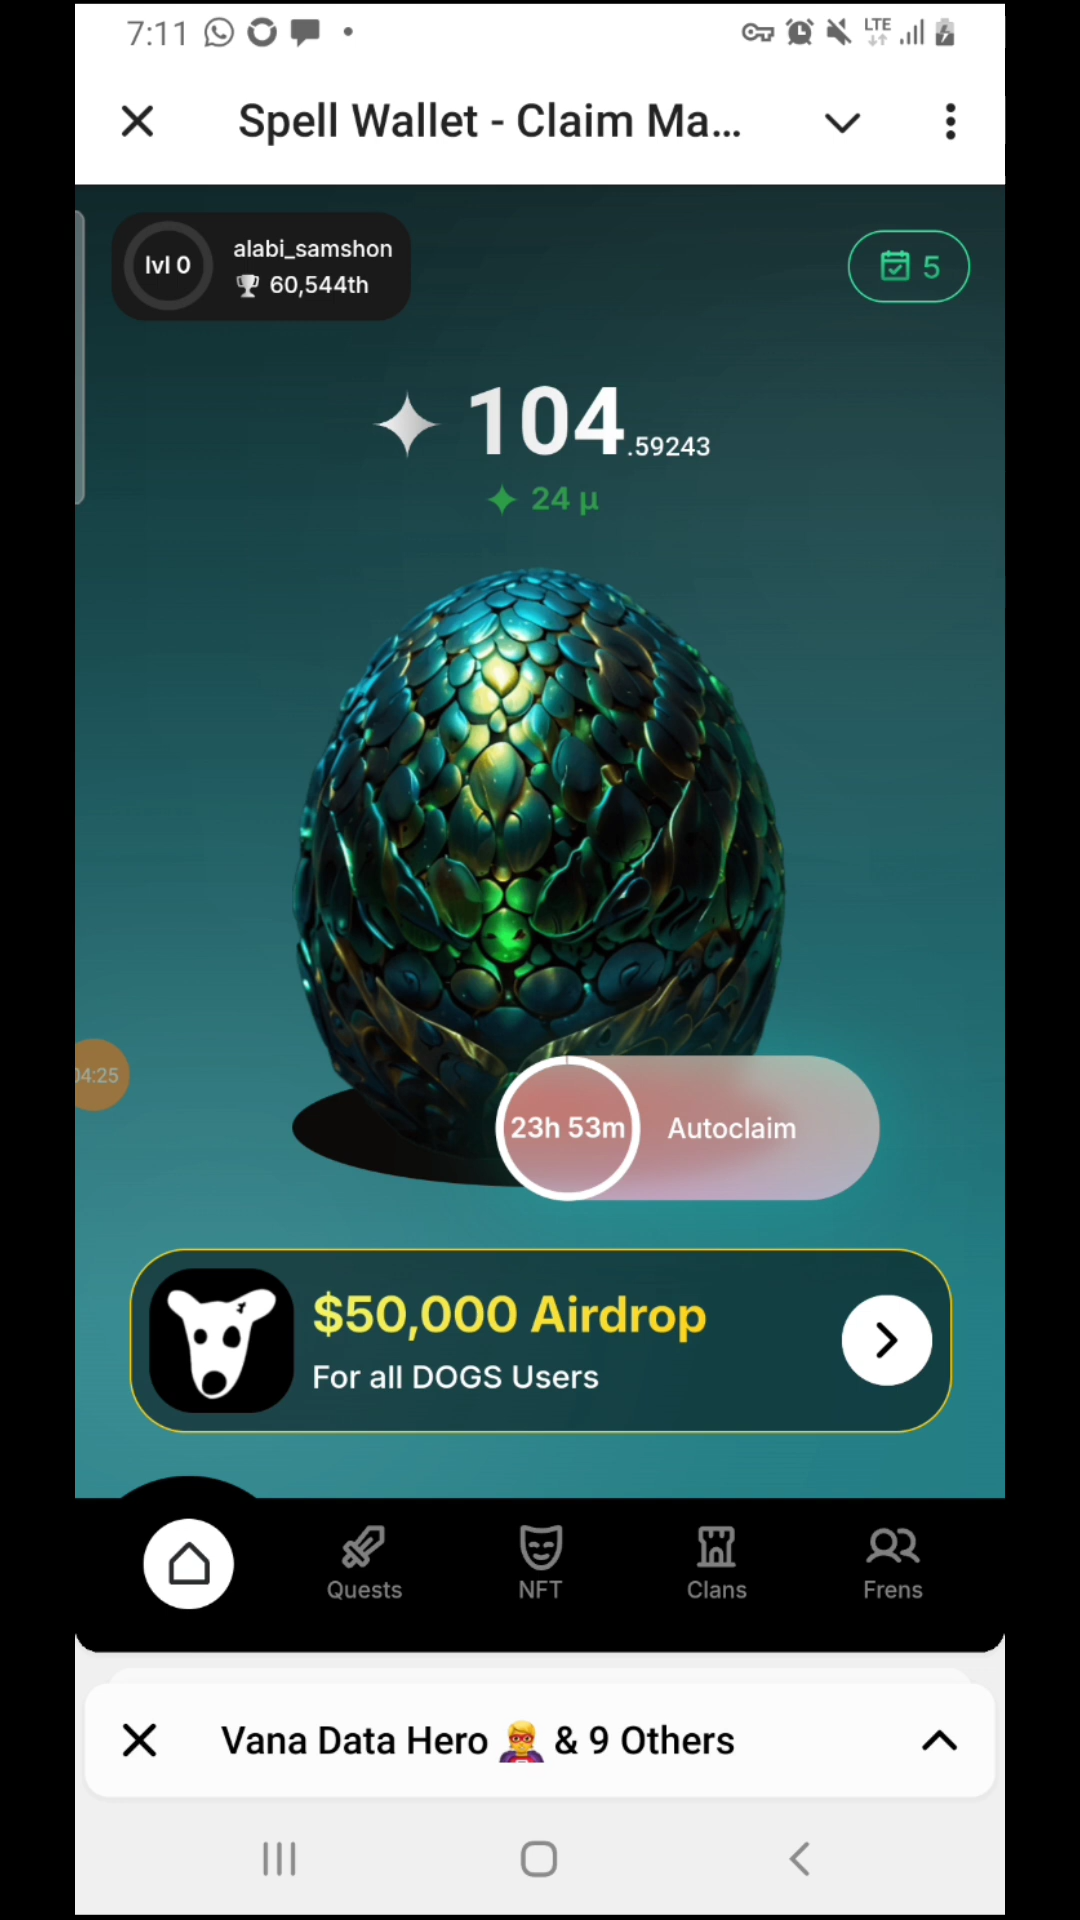 7:11
LTE
Spell Wallet - Claim Ma...
lvl 0
alabi_samshon
60,544th
5
104.59243
24 µ
04:25
23h 53m
Autoclaim
$50,000 Airdrop
For all DOGS Users
Quests
NFT
Clans
Frens
Vana Data Hero 🦸 & 9 Others